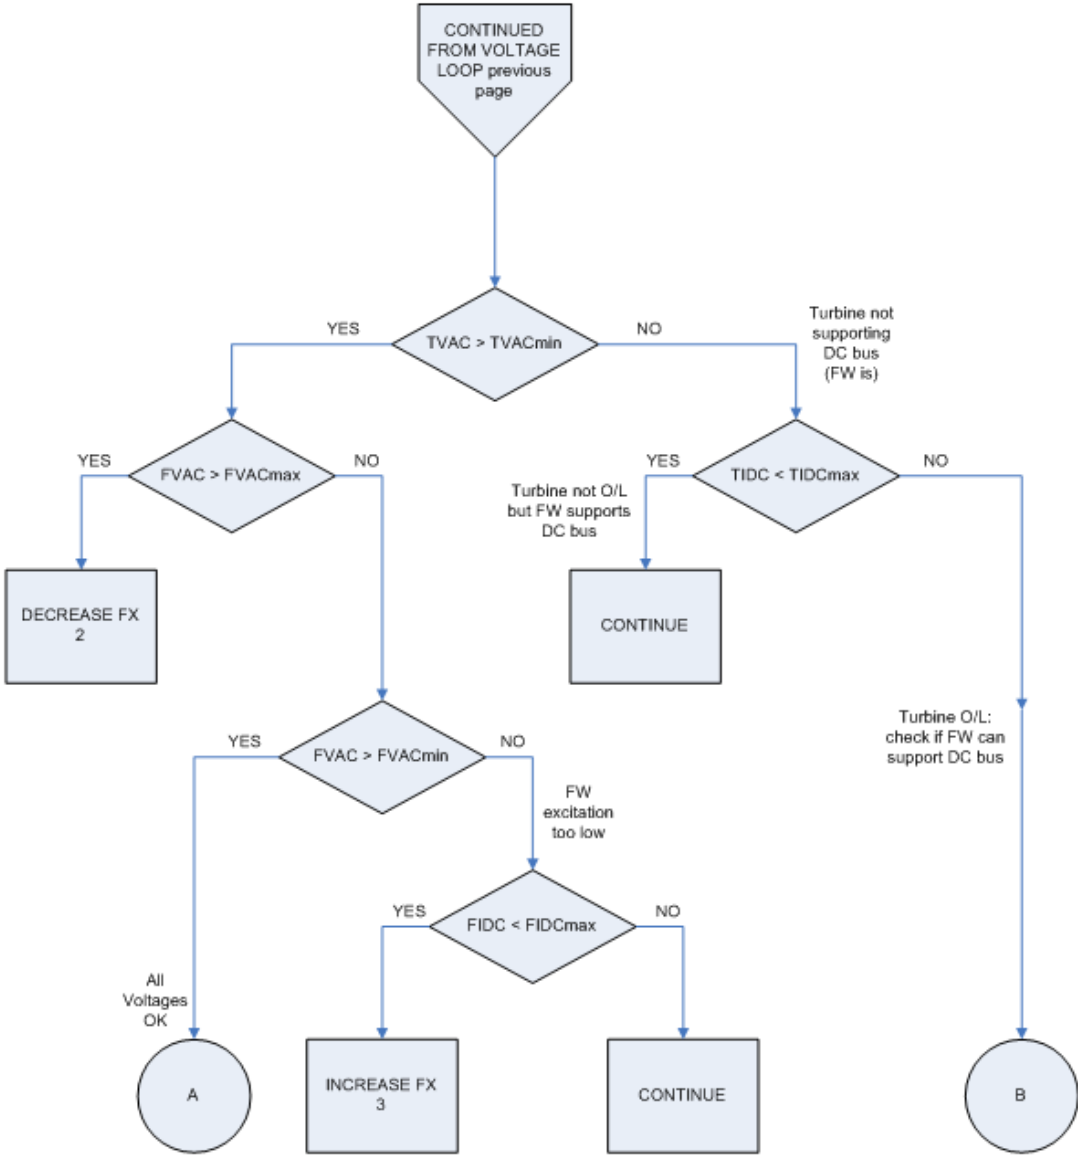 CONTINUED
FROM VOLTAGE
LOOP previous
page
YES
TVAC > TVACmin
NO
Turbine not
supporting
DC bus
(FW is)
YES
FVAC > FVACmax
NO
YES
TIDC < TIDCmax
NO
Turbine not O/L
but FW supports
DC bus
DECREASE FX
2
CONTINUE
YES
FVAC > FVACmin
NO
Turbine O/L:
check if FW can
support DC bus
FW
excitation
too low
YES
FIDC < FIDCmax
NO
All
Voltages
OK
A
INCREASE FX
3
CONTINUE
B